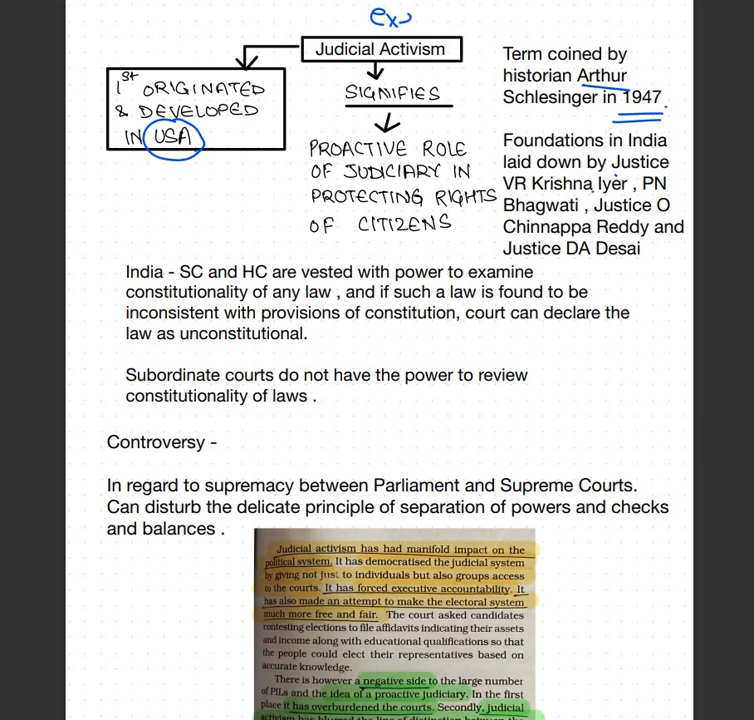 ex
Judicial Activism
1st ORIGINATED
& DEVELOPED
IN USA
SIGNIFIES
PROACTIVE ROLE
OF JUDICIARY IN
PROTECTING RIGHTS
OF CITIZENS
Term coined by
historian Arthur
Schlesinger in 1947.
Foundations in India
laid down by Justice
VR Krishna Iyer , PN
Bhagwati , Justice O
Chinnappa Reddy and
Justice DA Desai
India - SC and HC are vested with power to examine
constitutionality of any law , and if such a law is found to be
inconsistent with provisions of constitution, court can declare the
law as unconstitutional.
Subordinate courts do not have the power to review
constitutionality of laws .
Controversy -
In regard to supremacy between Parliament and Supreme Courts.
Can disturb the delicate principle of separation of powers and checks
and balances .
Judicial activism has had manifold impact on the
political system. It has democratised the judicial system
by giving not just to individuals but also groups access
to the courts. It has forced executive accountability. It
has also made an attempt to make the electoral system
much more free and fair. The court asked candidates
contesting elections to file affidavits indicating their assets
and income along with educational qualifications so that
the people could elect their representatives based on
accurate knowledge.
There is however a negative side to the large number
of PILs and the idea of a proactive judiciary. In the first
place it has overburdened the courts. Secondly, judicial
activism has blurred the line of distinction between the